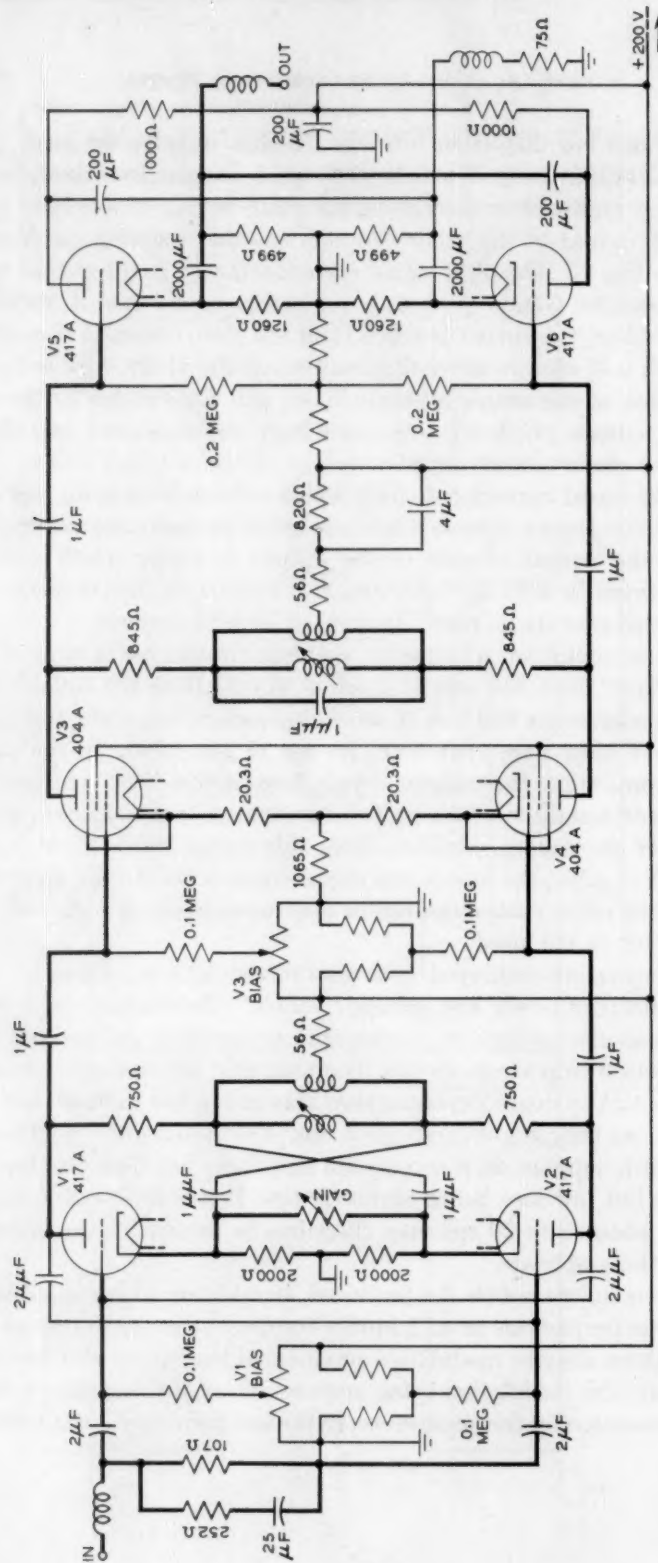 IN
2μF
252Ω
25
μF
107Ω
0.1 MEG
V1
BIAS
0.1
MEG
2μF
2μμF
V1
417A
2000Ω
2000Ω
GAIN
1μF
1μF
V2
417A
2μμF
750Ω
56Ω
750Ω
1μF
0.1 MEG
V3
BIAS
0.1 MEG
1μF
V3
404A
20.3Ω
1065Ω
20.3Ω
V4
404A
845Ω
1μμF
56Ω
820Ω
4μF
845Ω
1μF
0.2 MEG
0.2
MEG
1μF
V5
417A
1260Ω
1260Ω
499Ω
499Ω
V6
417A
200
μF
2000μF
2000μF
1000Ω
OUT
200
μF
1000Ω
200
μF
75Ω
+200V